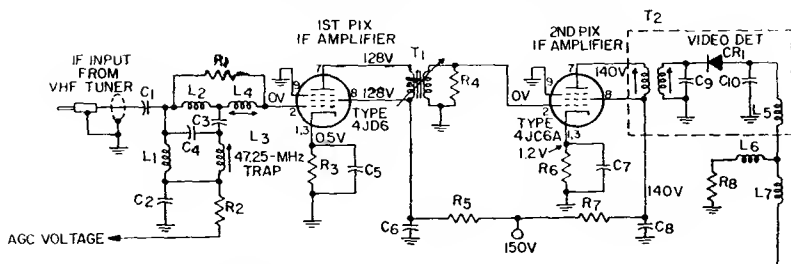 IF INPUT
FROM
VHF TUNER
C1
R1
L2
L4
C3
C4
L1
L3
47.25-MHz
TRAP
C2
R2
AGC VOLTAGE
1ST PIX
IF AMPLIFIER
0V
9
7
2
8
1,3
128V
128V
TYPE
4JD6
0.5V
R3
C5
T1
R4
C6
R5
150V
2ND PIX
IF AMPLIFIER
0V
9
7
2
8
1,3
140V
TYPE
4JC6A
1.2V
R6
C7
R7
140V
C8
T2
VIDEO DET
CR1
C9
C10
L5
L6
R8
L7